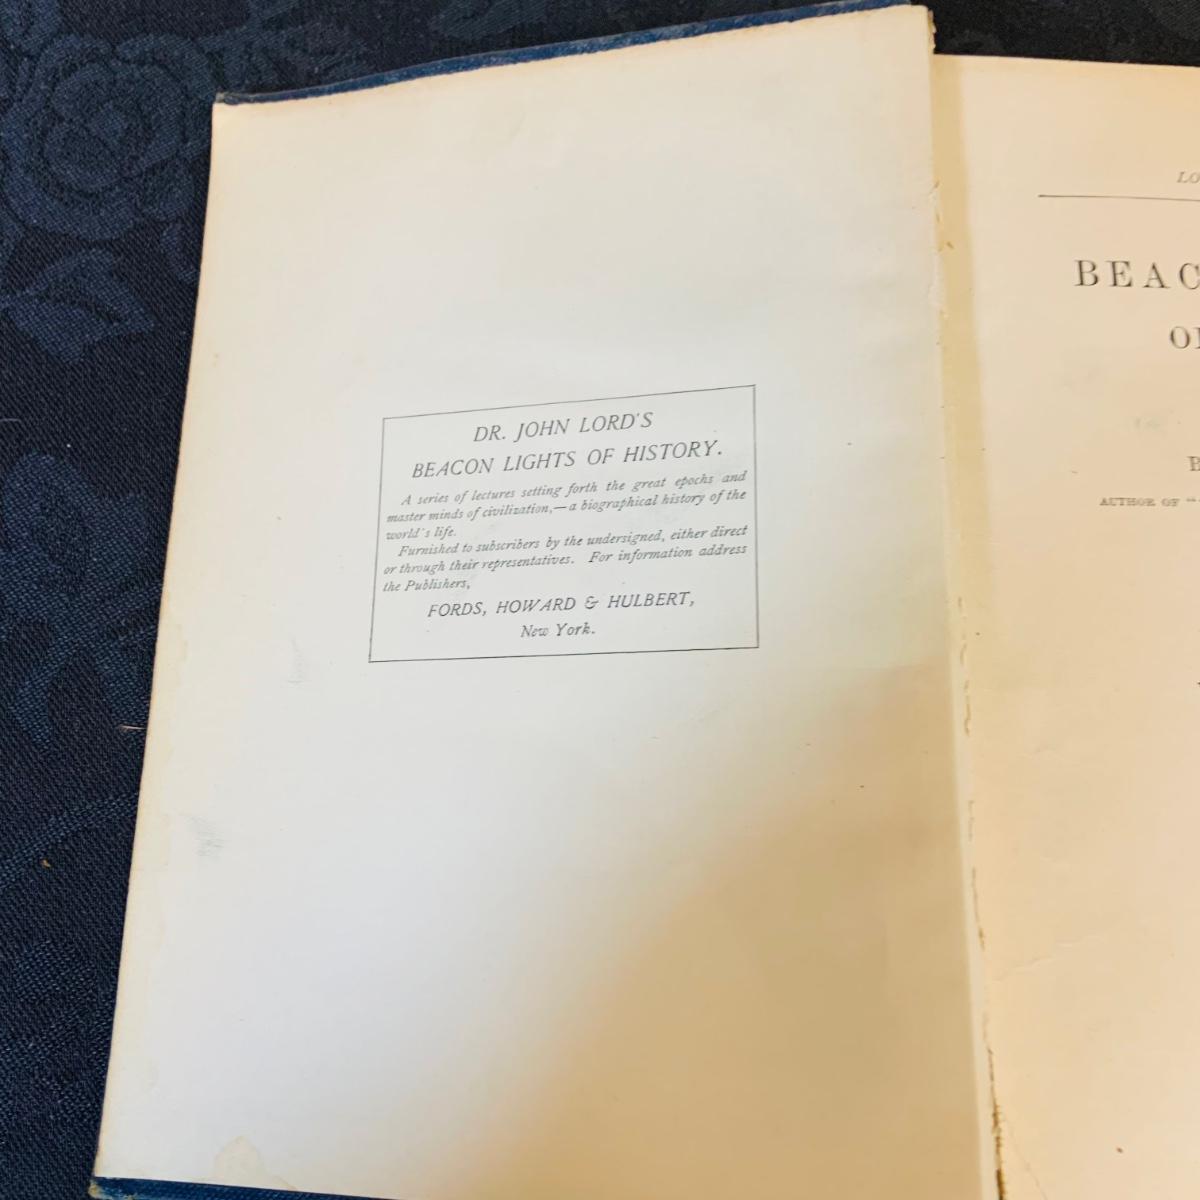 DR. JOHN LORD'S
BEACON LIGHTS OF HISTORY.
A series of lectures setting forth the great epochs and
master minds of civilization,—a biographical history of the
world's life.
Furnished to subscribers by the undersigned, either direct
or through their representatives. For information address
the Publishers,
FORDS, HOWARD & HULBERT,
New York.
LO
BEAC
OF
B
AUTHOR OF "